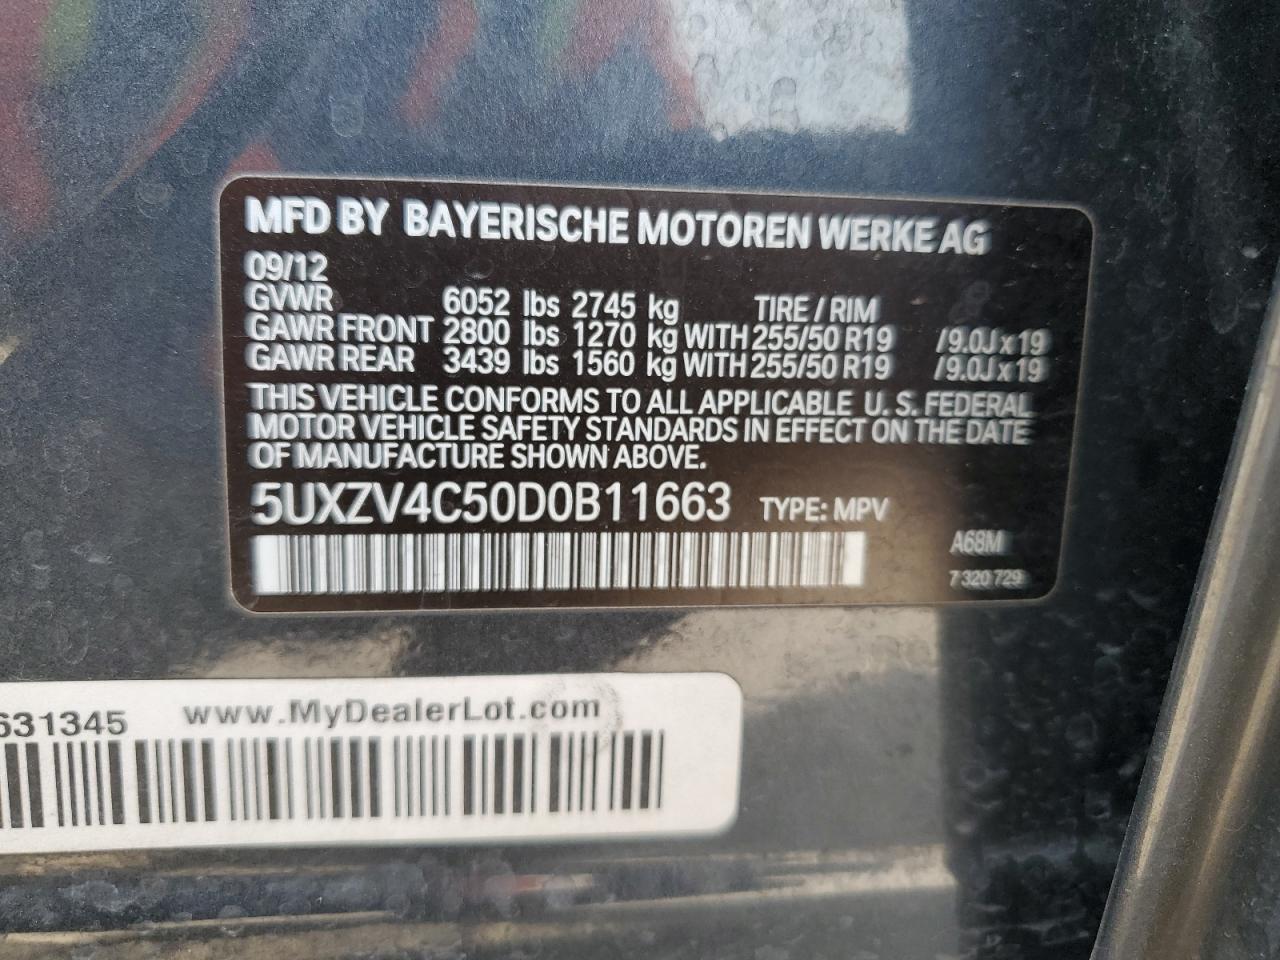 MFD BY BAYERISCHE MOTOREN WERKE AG
09/12
GVWR 6052 lbs 2745 kg TIRE / RIM
GAWR FRONT 2800 lbs 1270 kg WITH 255/50 R19 /9.0J x 19
GAWR REAR 3439 lbs 1560 kg WITH 255/50 R19 /9.0J x 19
THIS VEHICLE CONFORMS TO ALL APPLICABLE U. S. FEDERAL
MOTOR VEHICLE SAFETY STANDARDS IN EFFECT ON THE DATE
OF MANUFACTURE SHOWN ABOVE.
5UXZV4C50D0B11663 TYPE: MPV
A68M
7 320 729
631345 www.MyDealerLot.com